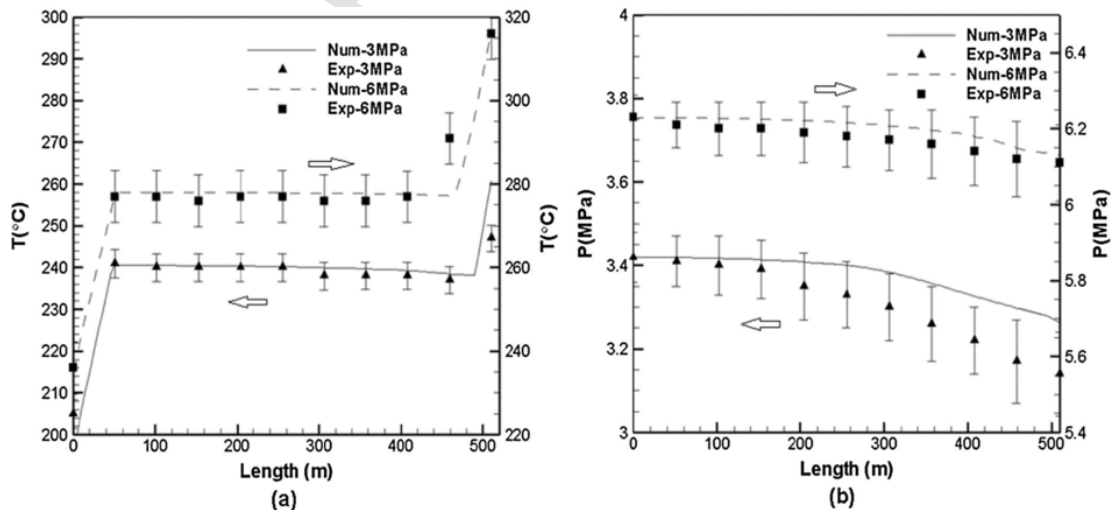 300
290
280
270
260
250
240
230
220
210
200
T(°C)
320
300
280
260
240
220
T(°C)
Num-3MPa
Exp-3MPa
Num-6MPa
Exp-6MPa
0 100 200 300 400 500
Length (m)
(a)
4
3.8
3.6
3.4
3.2
3
P(MPa)
6.4
6.2
6
5.8
5.6
5.4
P(MPa)
Num-3MPa
Exp-3MPa
Num-6MPa
Exp-6MPa
0 100 200 300 400 500
Length (m)
(b)